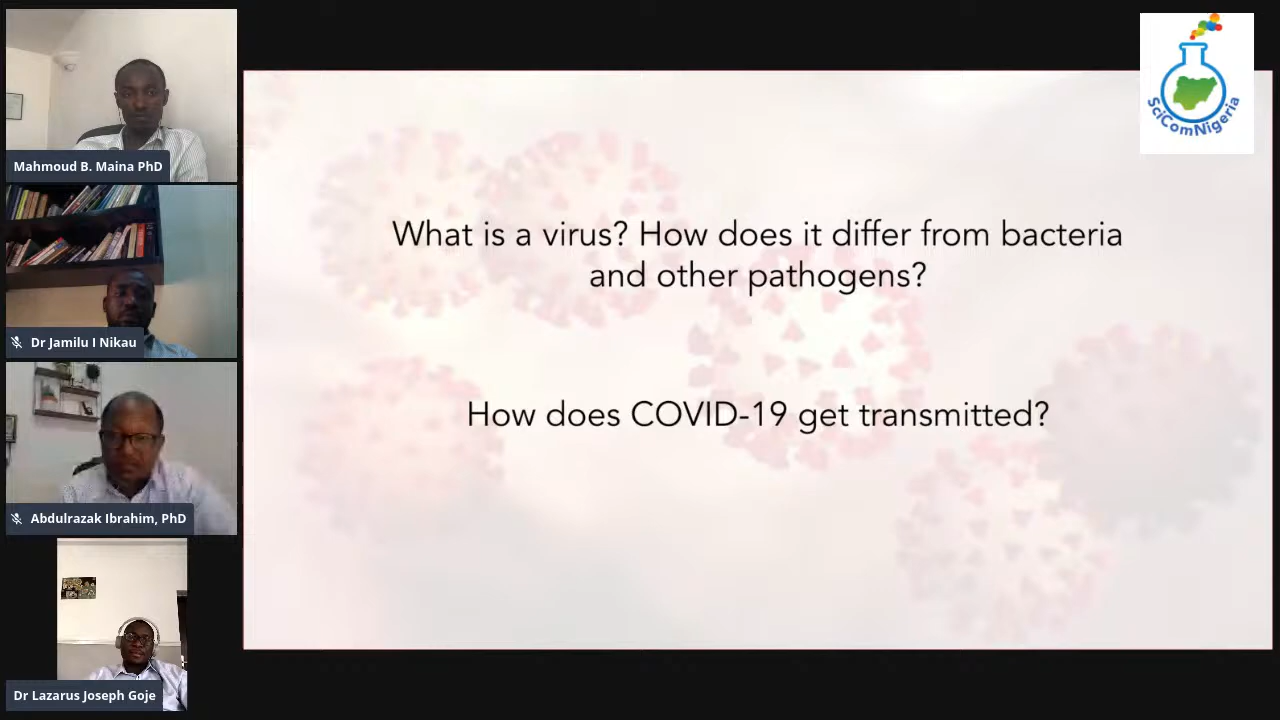 Mahmoud B. Maina PhD
Dr Jamilu I Nikau
Abdulrazak Ibrahim, PhD
Dr Lazarus Joseph Goje
What is a virus? How does it differ from bacteria
and other pathogens?
How does COVID-19 get transmitted?
SciComNigeria